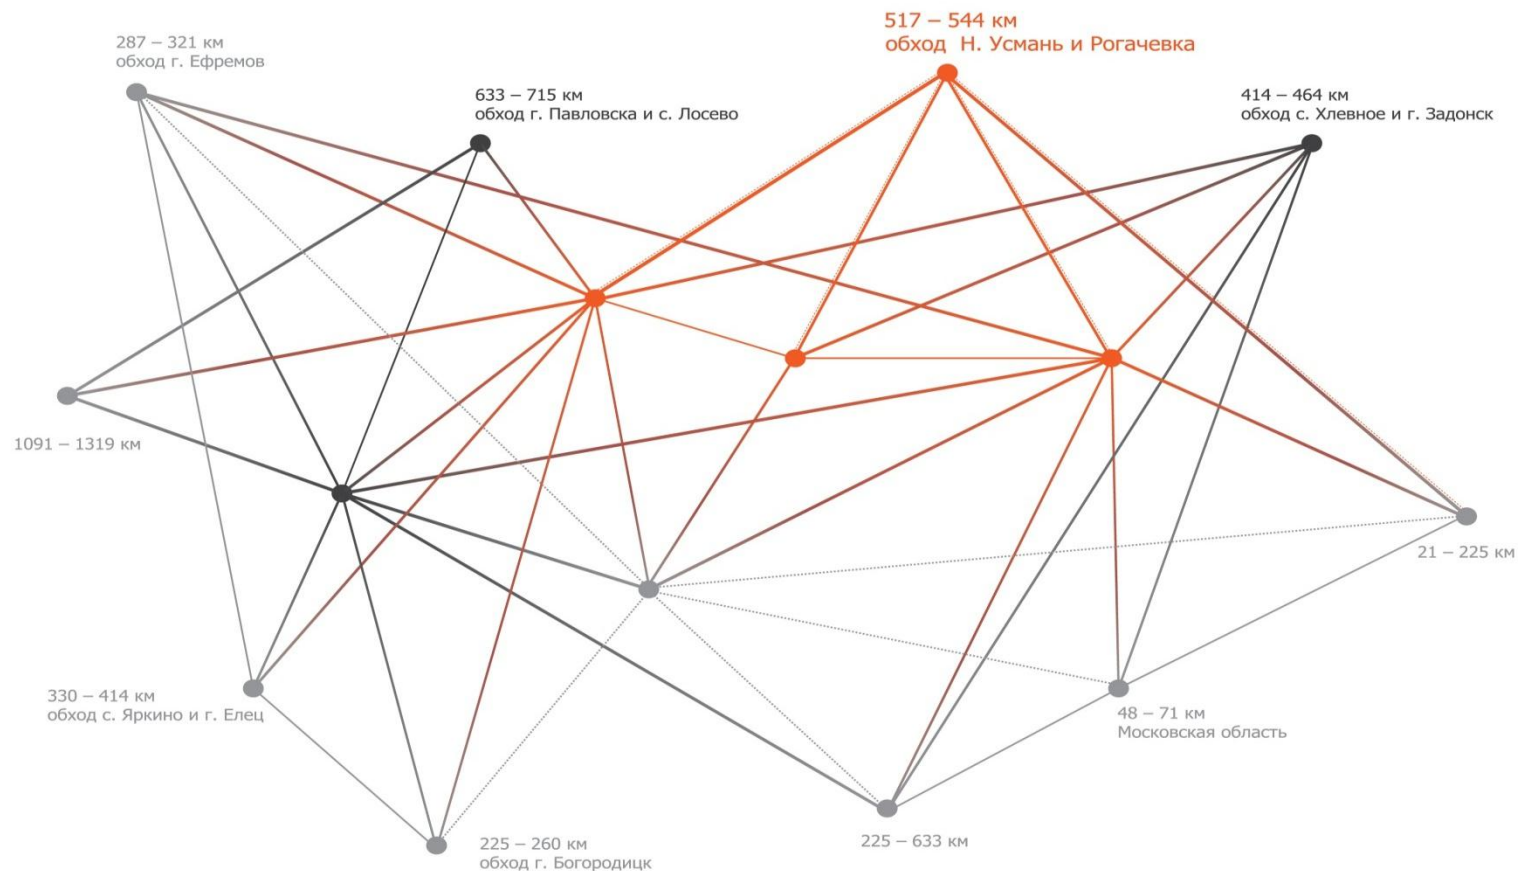 517 – 544 км
обход  Н. Усмань и Рогачевка
287 – 321 км
обход г. Ефремов
633 – 715 км
обход г. Павловска и с. Лосево
414 – 464 км
обход с. Хлевное и г. Задонск
1091 – 1319 км
21 – 225 км
330 – 414 км
обход с. Яркино и г. Елец
48 – 71 км
Московская область
225 – 260 км
обход г. Богородицк
225 – 633 км